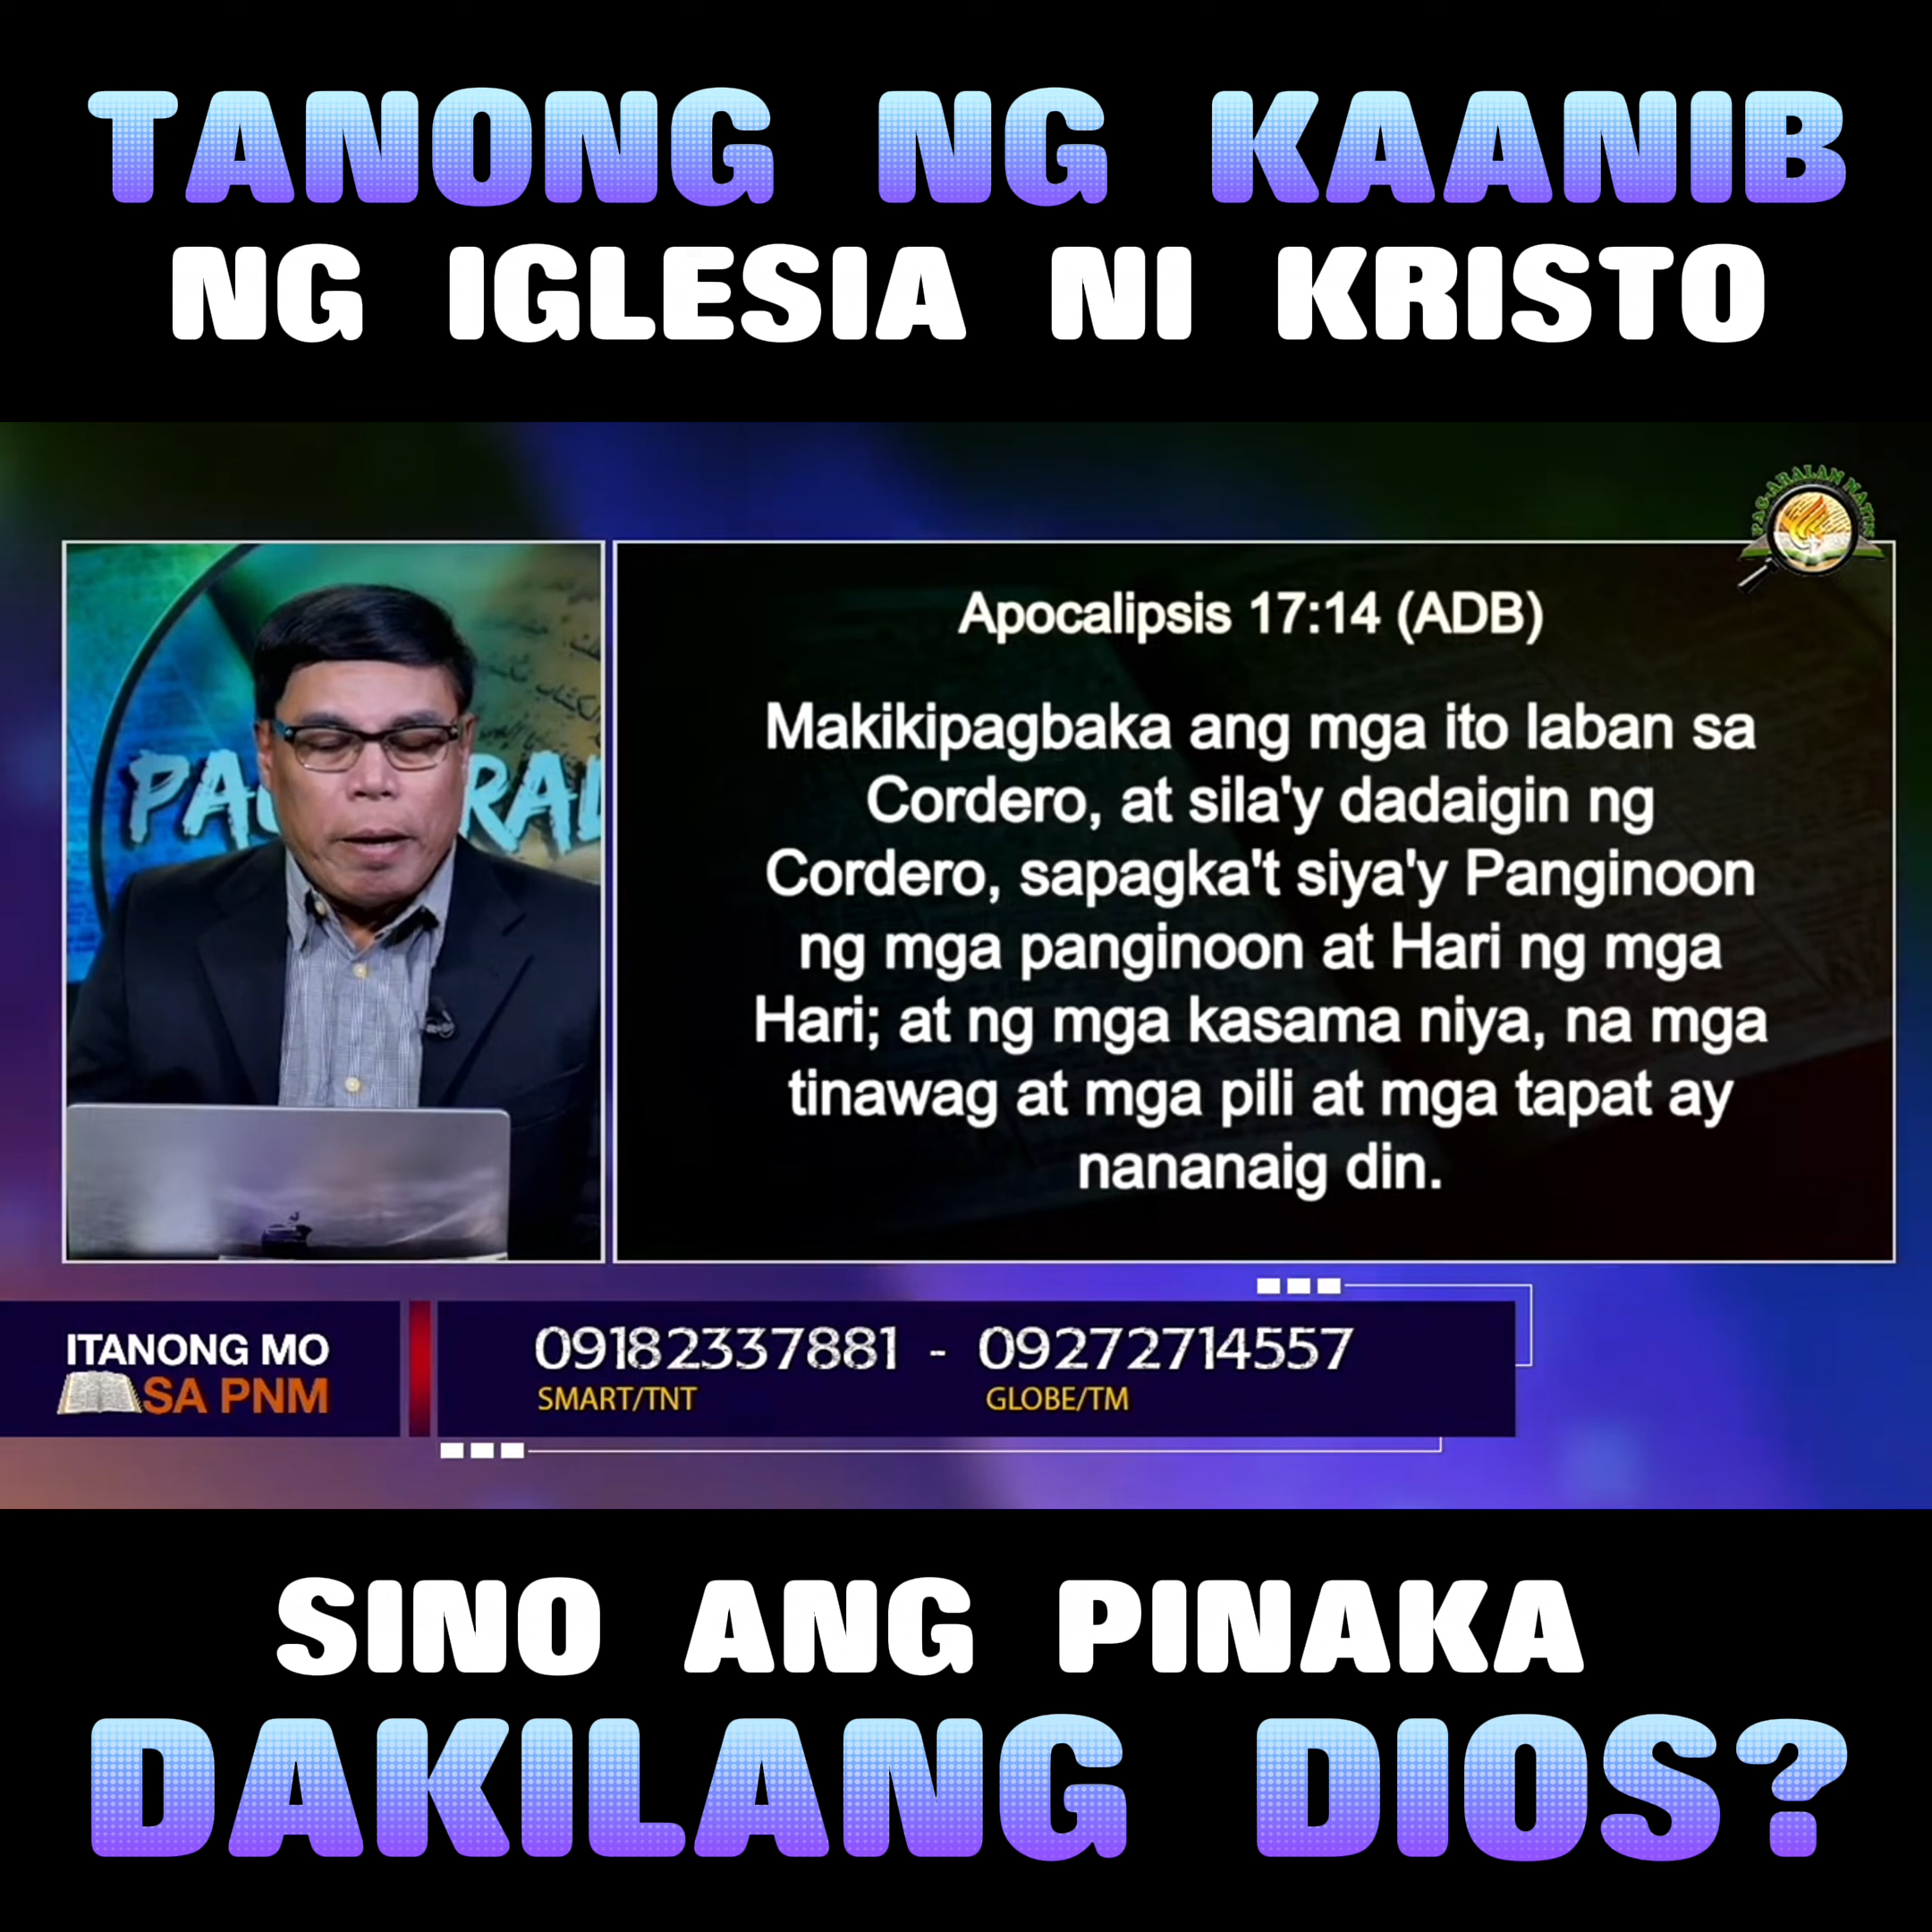 TANONG NG KAANIB
NG IGLESIA NI KRISTO
PAG-ARALAN NATIN
Apocalipsis 17:14 (ADB)
Makikipagbaka ang mga ito laban sa
Cordero, at sila'y dadaigin ng
Cordero, sapagka't siya'y Panginoon
ng mga panginoon at Hari ng mga
Hari; at ng mga kasama niya, na mga
tinawag at mga pili at mga tapat ay
nananaig din.
ITANONG MO
SA PNM
09182337881 - 09272714557
SMART/TNT GLOBE/TM
SINO ANG PINAKA
DAKILANG DIOS?